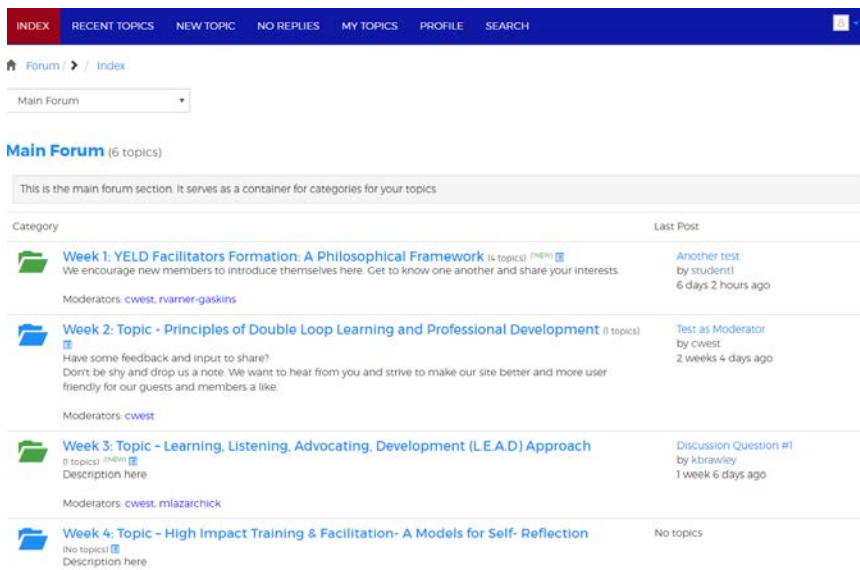 INDEX RECENT TOPICS NEW TOPIC NO REPLIES MY TOPICS PROFILE SEARCH
Forum / > / Index
Main Forum
Main Forum (6 topics)
This is the main forum section. It serves as a container for categories for your topics.
Category Last Post
Week 1: YELD Facilitators Formation: A Philosophical Framework (4 topics) (1 NEW)
Another test
We encourage new members to introduce themselves here. Get to know one another and share your interests.
by student1
6 days 2 hours ago
Moderators: cwest, rvarner-gaskins
Week 2: Topic - Principles of Double Loop Learning and Professional Development (1 topics)
Test as Moderator
by cwest
Have some feedback and input to share?
2 weeks 4 days ago
Don't be shy and drop us a note. We want to hear from you and strive to make our site better and more user
friendly for our guests and members a like.
Moderators: cwest
Week 3: Topic – Learning, Listening, Advocating, Development (L.E.A.D) Approach
Discussion Question #1
(1 topics) (1 NEW)
by kbrawley
Description here
1 week 6 days ago
Moderators: cwest, mlazarchick
Week 4: Topic – High Impact Training & Facilitation- A Models for Self- Reflection
No topics
(No topics)
Description here